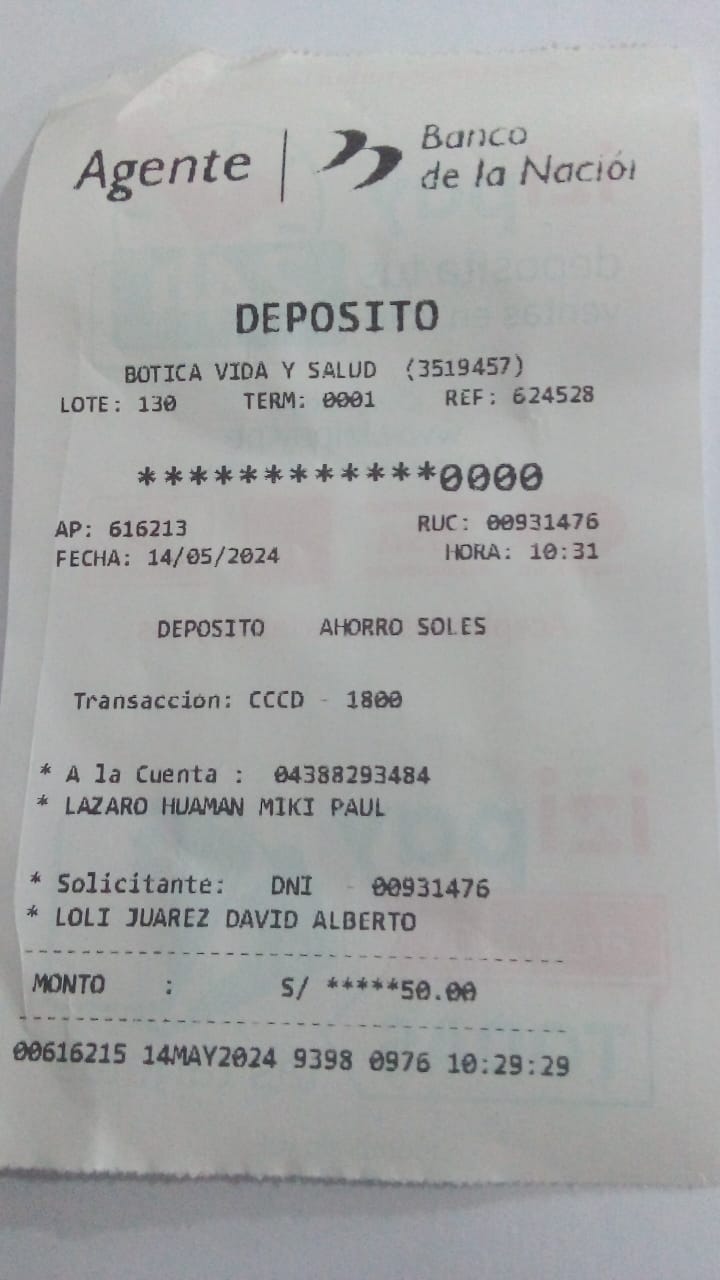 Agente | Banco
de la Nación
DEPOSITO
BOTICA VIDA Y SALUD (3519457)
LOTE: 130 TERM: 0001 REF: 624528
************0000
AP: 616213 RUC: 00931476
FECHA: 14/05/2024 HORA: 10:31
DEPOSITO AHORRO SOLES
Transaccion: CCCD - 1800
* A la Cuenta : 04388293484
* LAZARO HUAMAN MIKI PAUL
* Solicitante: DNI - 00931476
* LOLI JUAREZ DAVID ALBERTO
MONTO : S/ *****50.00
00616215 14MAY2024 9398 0976 10:29:29